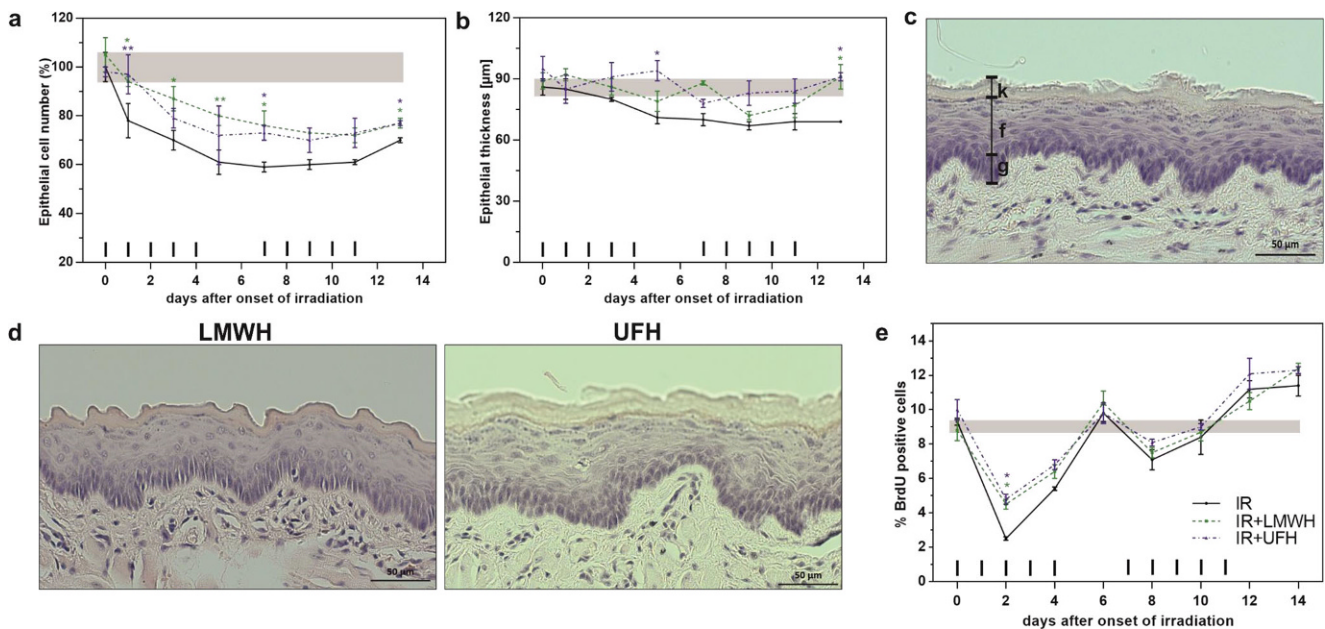 a
120
100
80
60
40
20
Epithelial cell number (%)
*
**
*
**
*
*
*
*
0 2 4 6 8 10 12 14
days after onset of irradiation
b
120
90
60
30
0
Epithelial thickness [µm]
*
*
*
0 2 4 6 8 10 12 14
days after onset of irradiation
c
k
f
g
50 µm
d
LMWH
50 µm
UFH
50 µm
e
14
12
10
8
6
4
2
0
% BrdU positive cells
*
*
IR
IR+LMWH
IR+UFH
0 2 4 6 8 10 12 14
days after onset of irradiation